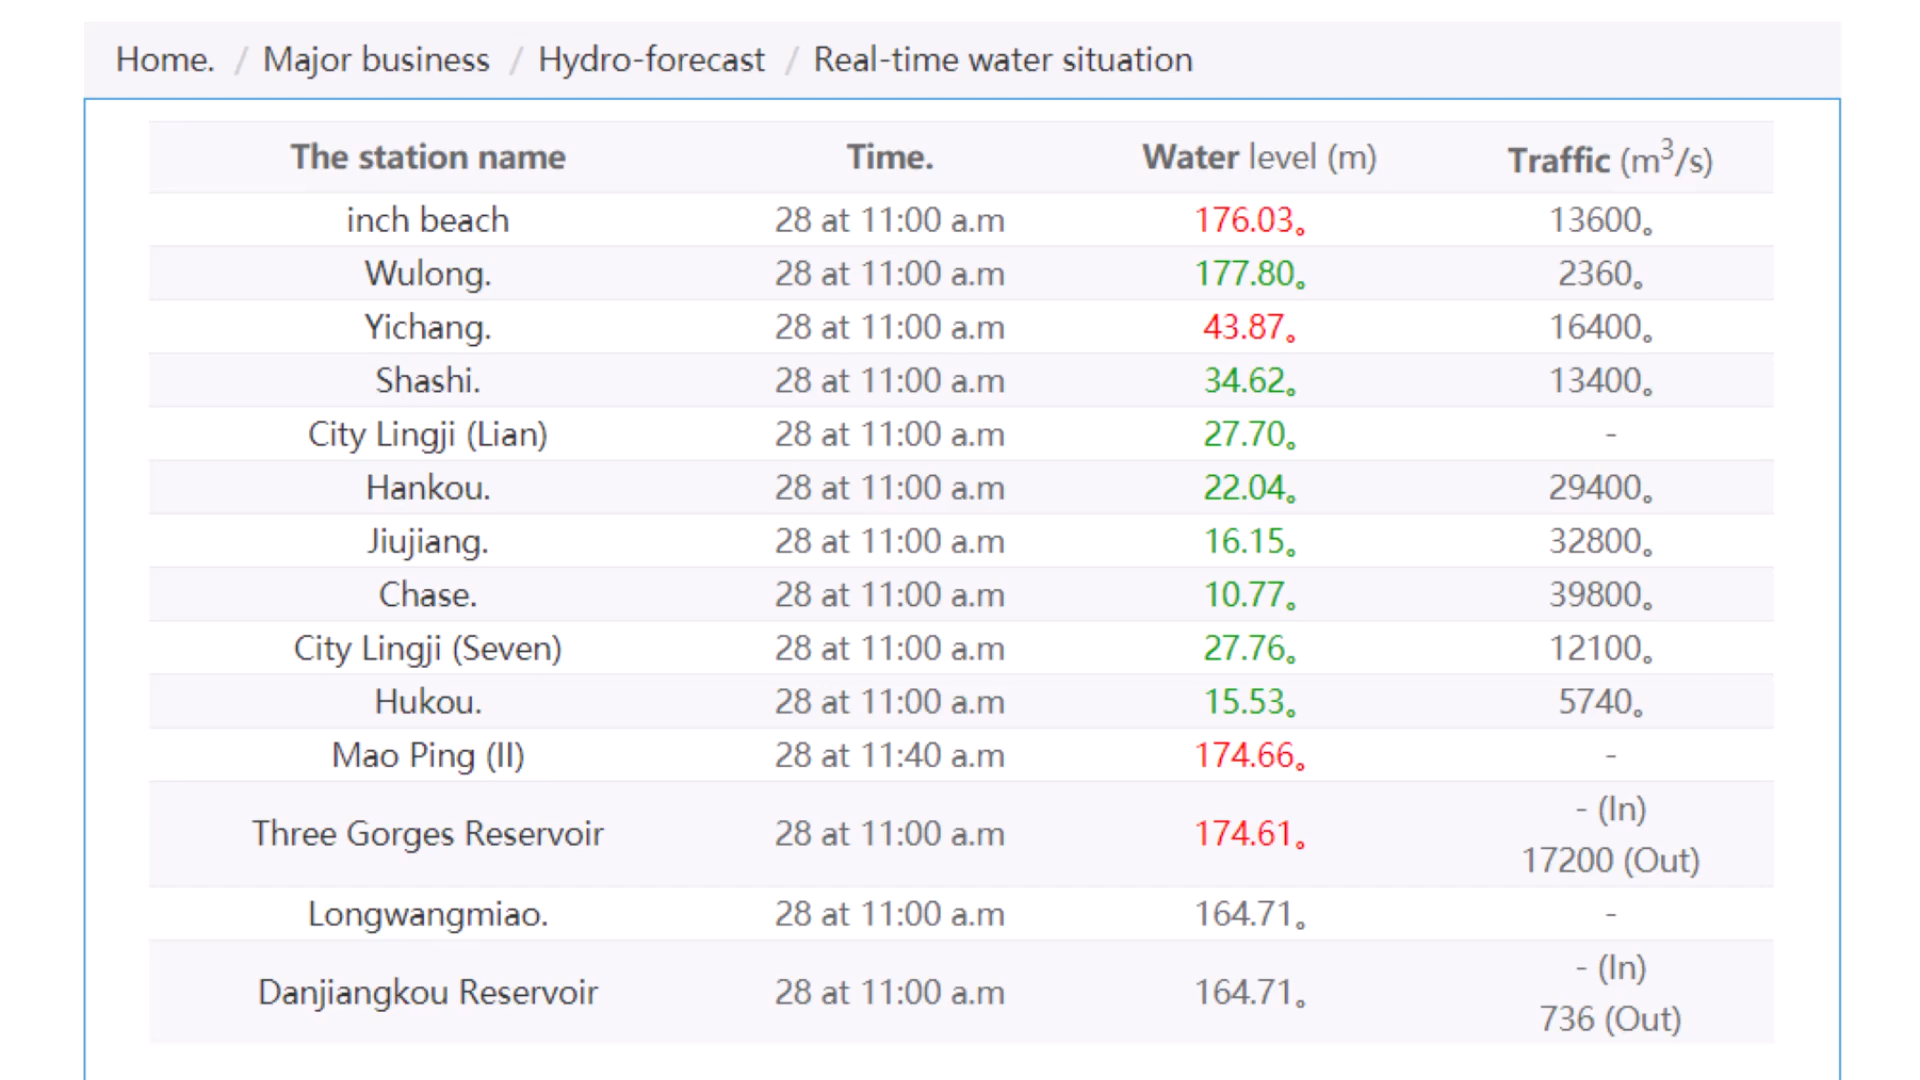 Home. / Major business / Hydro-forecast / Real-time water situation
The station name Time. Water level (m) Traffic (m³/s)
inch beach 28 at 11:00 a.m 176.03。 13600。
Wulong. 28 at 11:00 a.m 177.80。 2360。
Yichang. 28 at 11:00 a.m 43.87。 16400。
Shashi. 28 at 11:00 a.m 34.62。 13400。
City Lingji (Lian) 28 at 11:00 a.m 27.70。 -
Hankou. 28 at 11:00 a.m 22.04。 29400。
Jiujiang. 28 at 11:00 a.m 16.15。 32800。
Chase. 28 at 11:00 a.m 10.77。 39800。
City Lingji (Seven) 28 at 11:00 a.m 27.76。 12100。
Hukou. 28 at 11:00 a.m 15.53。 5740。
Mao Ping (II) 28 at 11:40 a.m 174.66。 -
Three Gorges Reservoir 28 at 11:00 a.m 174.61。 - (In)
17200 (Out)
Longwangmiao. 28 at 11:00 a.m 164.71。 -
Danjiangkou Reservoir 28 at 11:00 a.m 164.71。 - (In)
736 (Out)